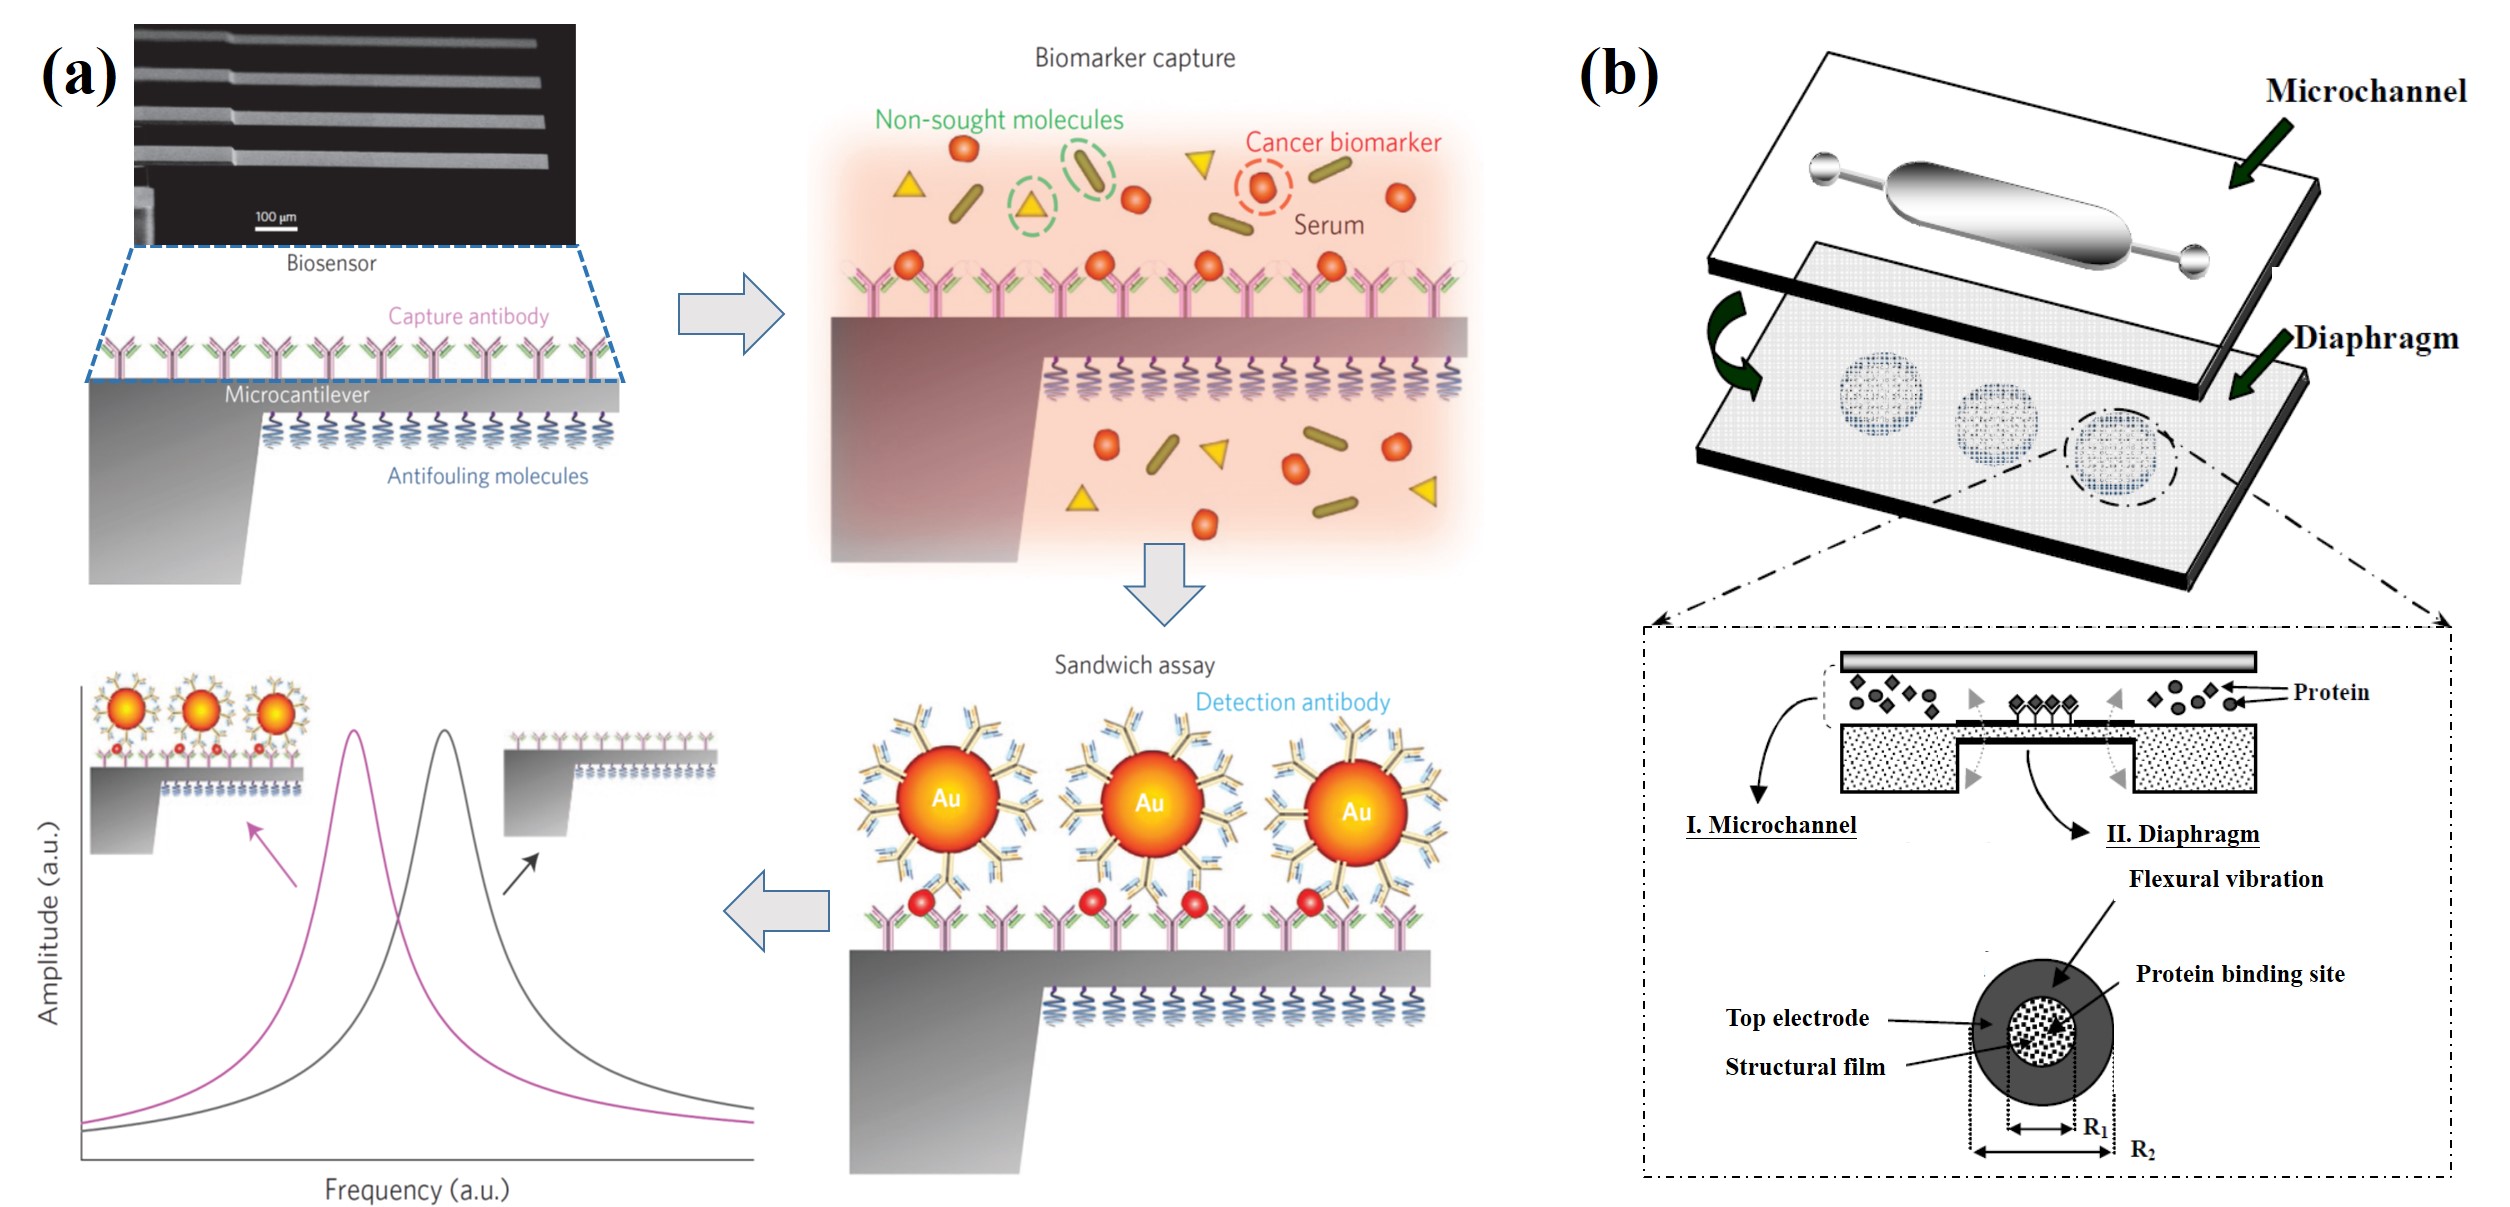 (a)
100 μm
Biosensor
Capture antibody
Microcantilever
Antifouling molecules
Biomarker capture
Non-sought molecules
Cancer biomarker
Serum
Sandwich assay
Detection antibody
Au
Au
Au
Amplitude (a.u.)
Frequency (a.u.)
(b)
Microchannel
Diaphragm
Protein
I. Microchannel
II. Diaphragm
Flexural vibration
Protein binding site
Top electrode
Structural film
R₁
R₂